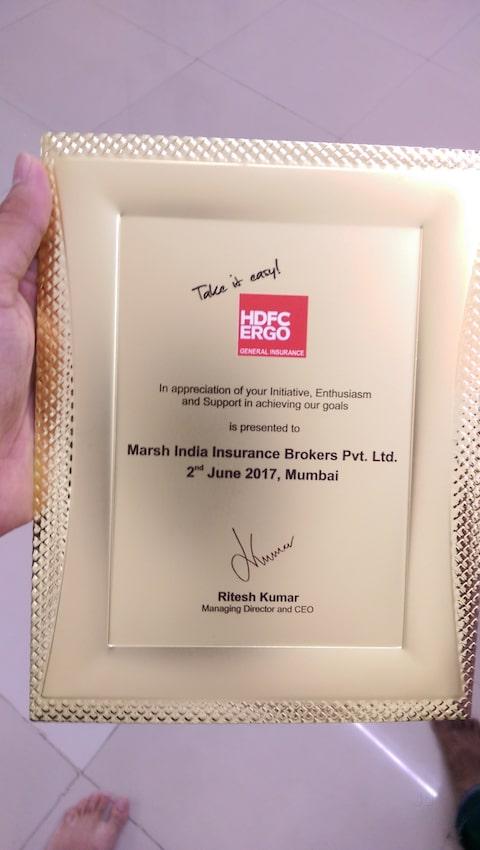 Take it easy!
HDFC
ERGO
GENERAL INSURANCE
In appreciation of your Initiative, Enthusiasm
and Support in achieving our goals
is presented to
Marsh India Insurance Brokers Pvt. Ltd.
2nd June 2017, Mumbai
Ritesh Kumar
Managing Director and CEO